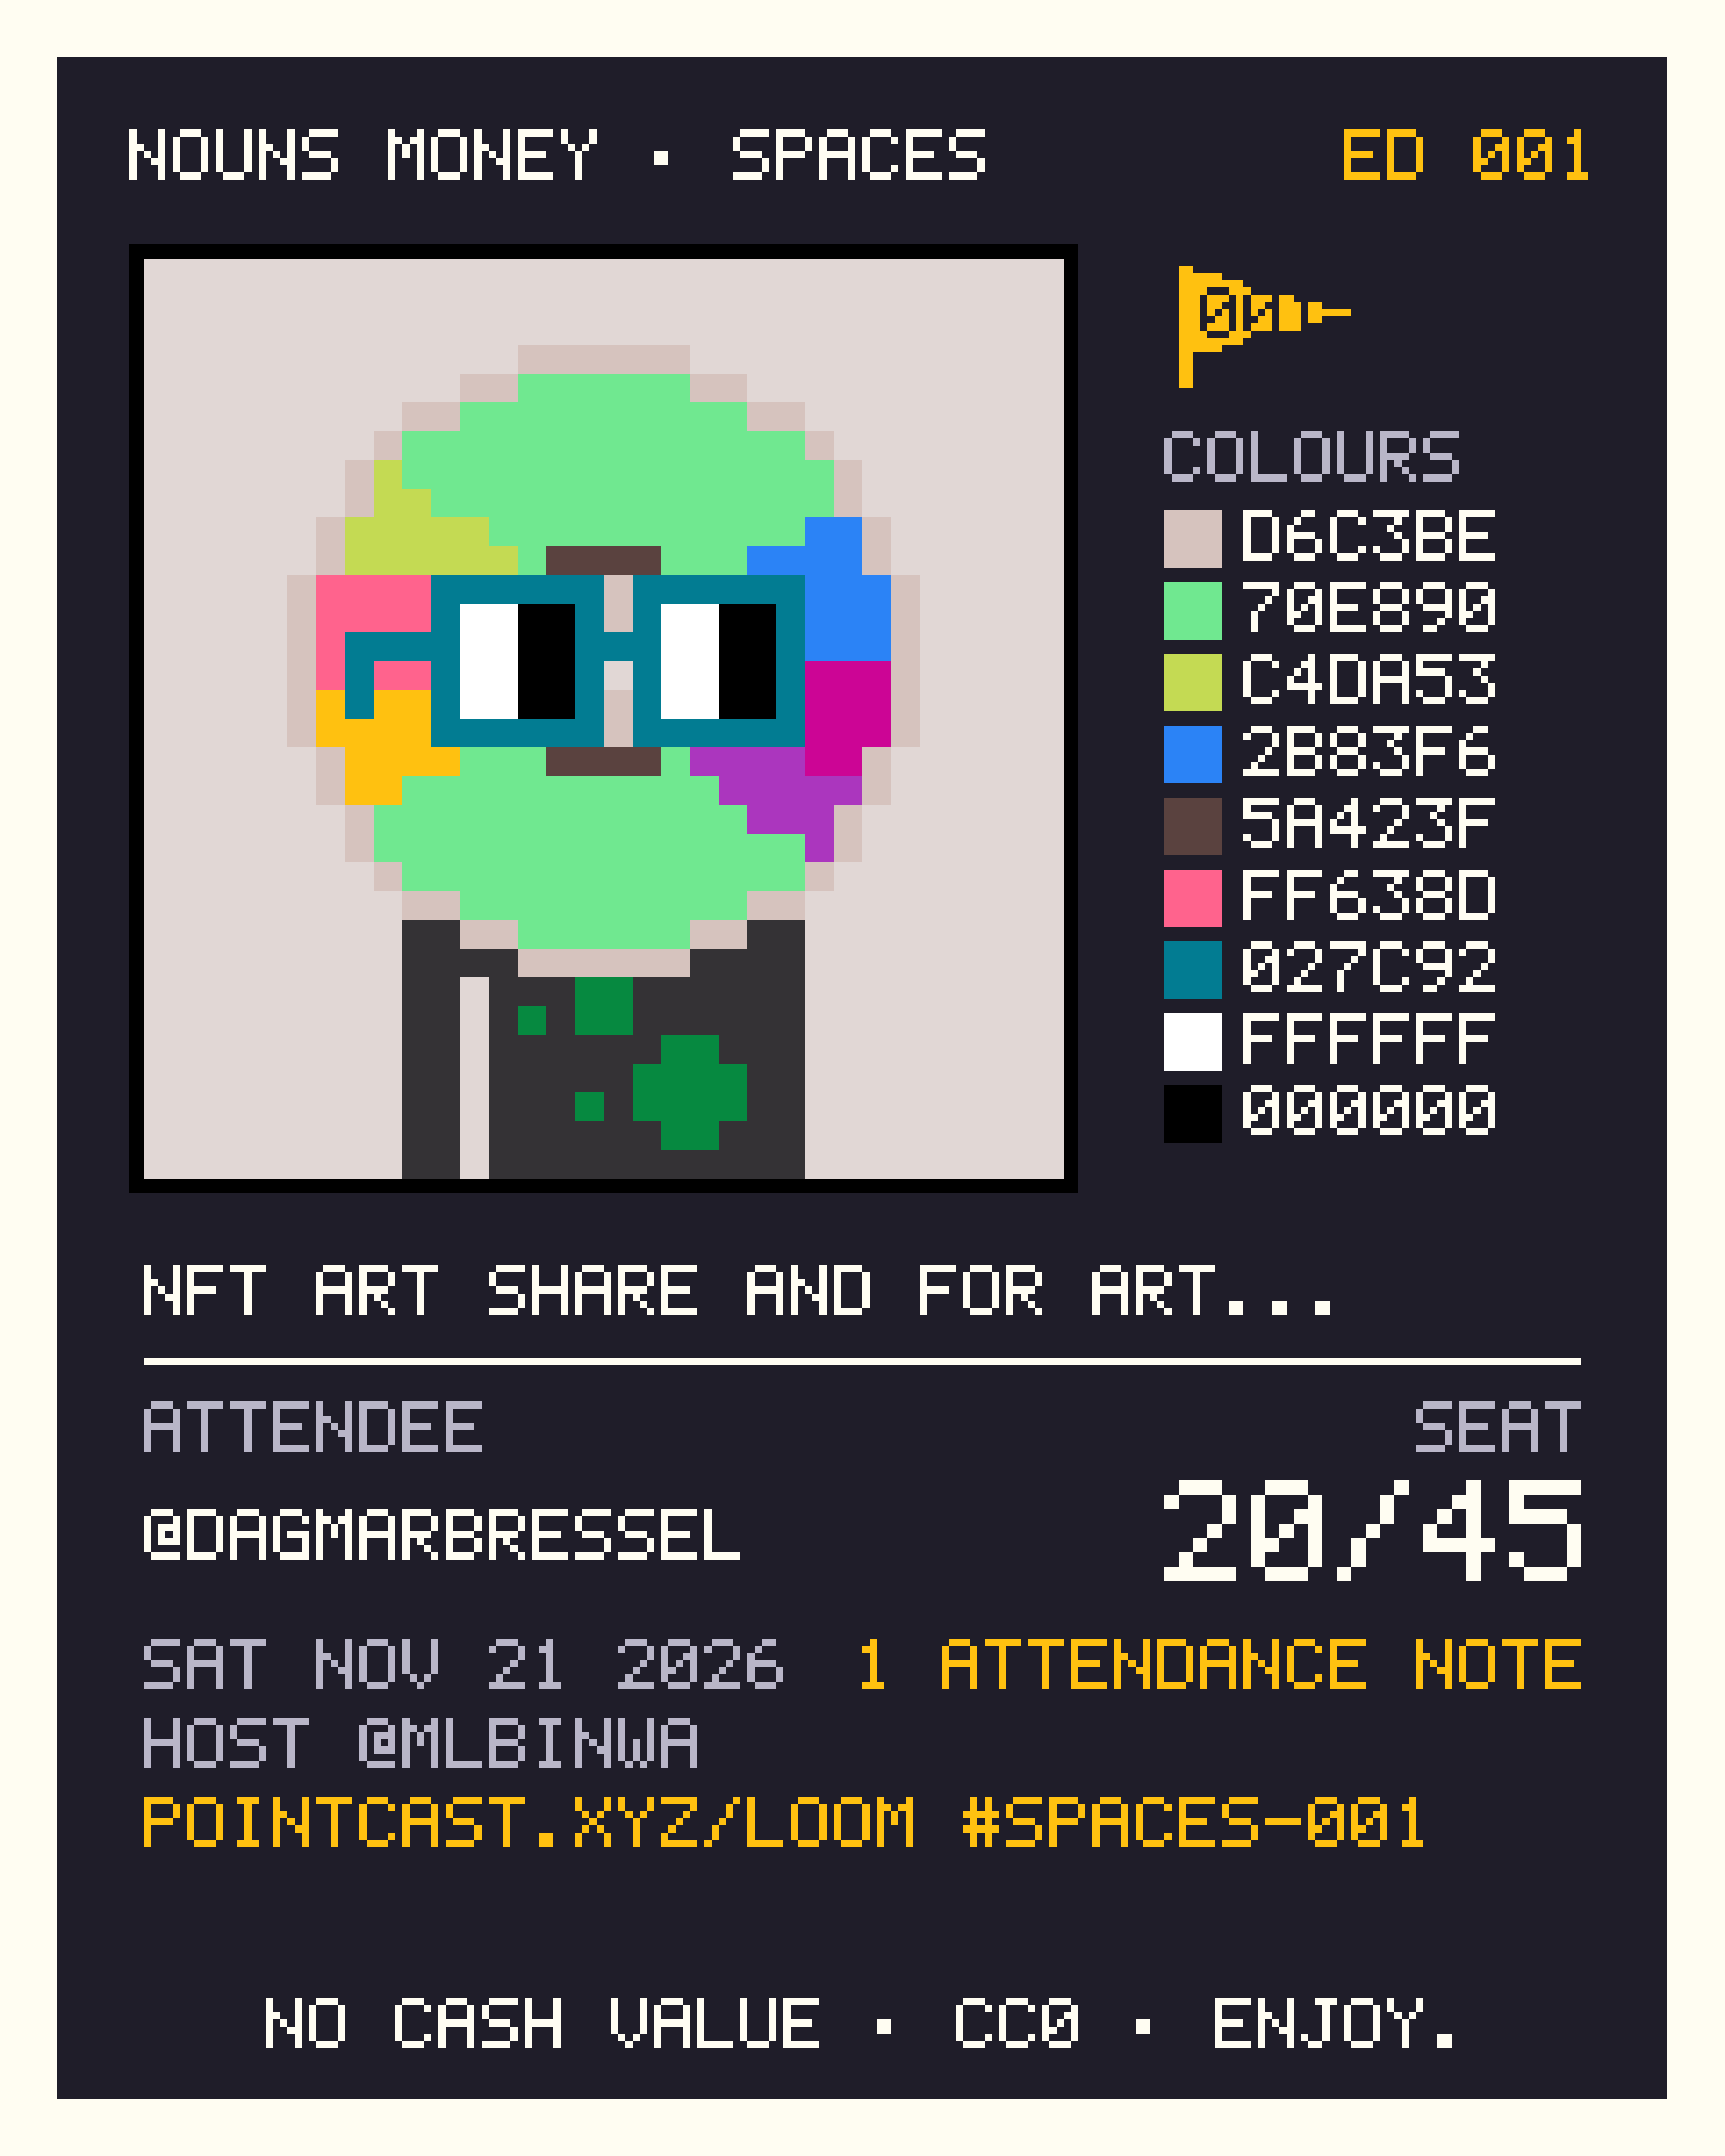 NOUNS MONEY · SPACES
ED 001
COLOURS
D6C3BE
70E890
C4DA53
2B83F6
5A423F
FF638D
027C92
FFFFFF
000000
NFT ART SHARE AND FOR ART...
ATTENDEE
SEAT
@DAGMARBRESSEL
20/45
SAT NOV 21 2026
1 ATTENDANCE NOTE
HOST @MLBINWA
POINTCAST.XYZ/LOOM #SPACES-001
NO CASH VALUE · CC0 · ENJOY.